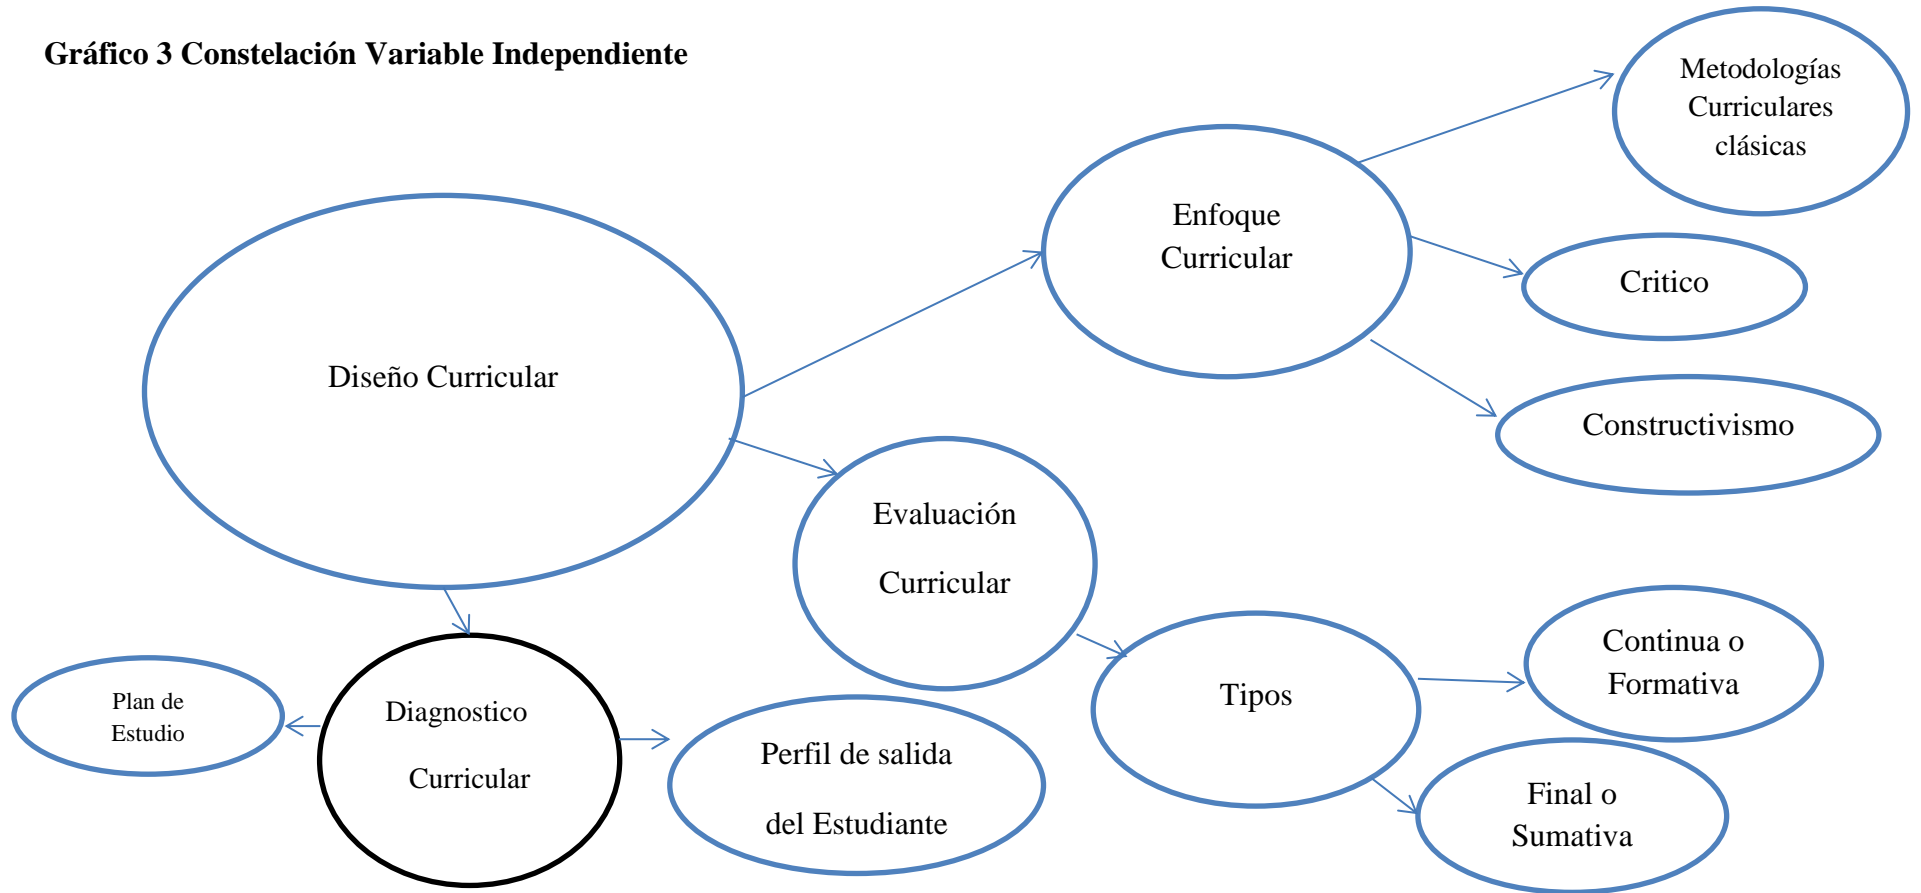 Gráfico 3 Constelación Variable Independiente
Metodologías
Curriculares
clásicas
Enfoque
Curricular
Critico
Diseño Curricular
Constructivismo
Evaluación
Curricular
Continua o
Formativa
Tipos
Plan de
Estudio
Diagnostico
Curricular
Perfil de salida
del Estudiante
Final o
Sumativa